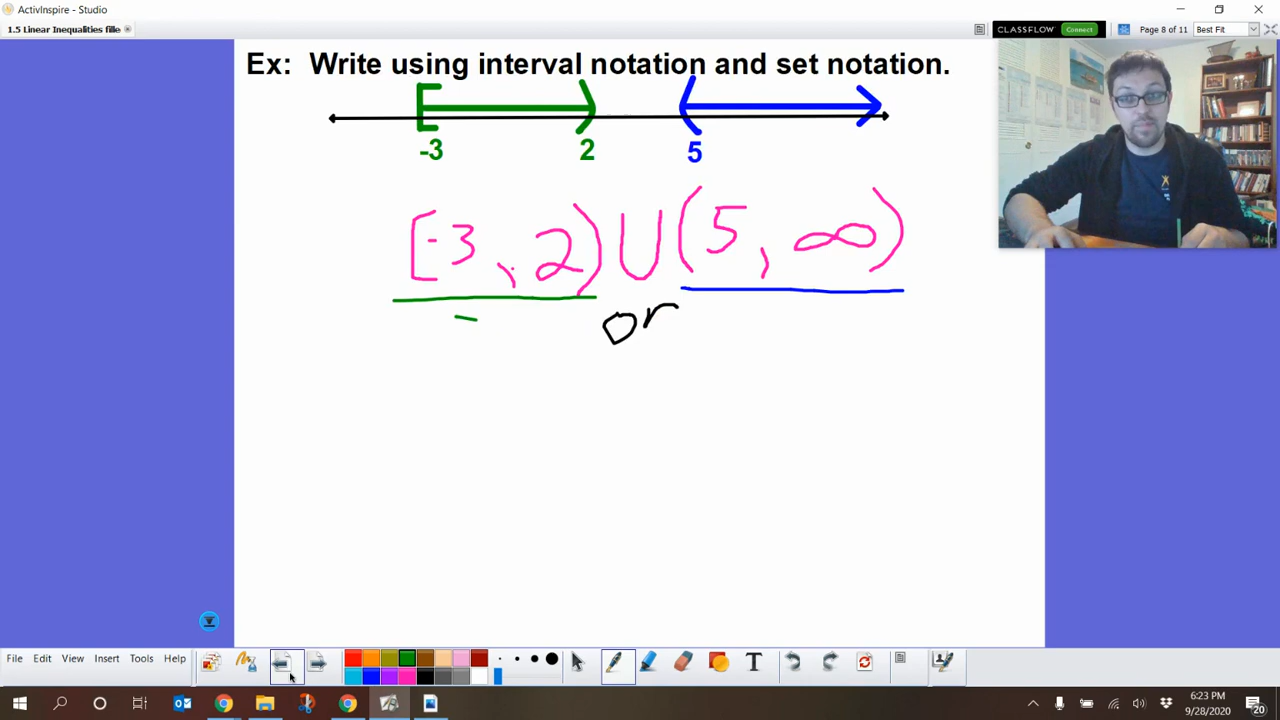 ActivInspire - Studio
1.5 Linear Inequalities fille
CLASSFLOW Connect Page 8 of 11 Best Fit
Ex: Write using interval notation and set notation.
-3 2 5
[-3, 2) U (5, ∞)
- or
File Edit View Insert Tools Help
T
6:23 PM
9/28/2020
20